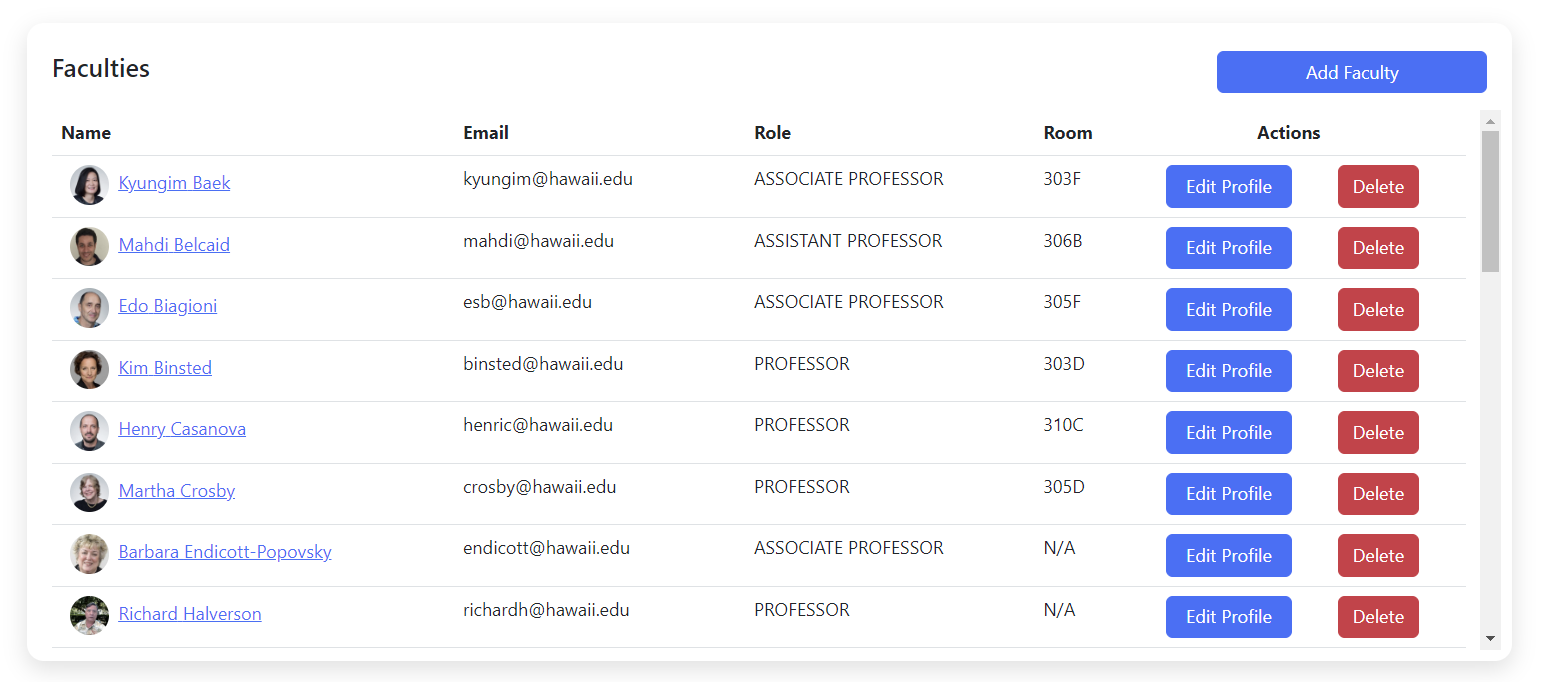 Faculties
Add Faculty
Name Email Role Room Actions
Kyungim Baek kyungim@hawaii.edu ASSOCIATE PROFESSOR 303F Edit Profile Delete
Mahdi Belcaid mahdi@hawaii.edu ASSISTANT PROFESSOR 306B Edit Profile Delete
Edo Biagioni esb@hawaii.edu ASSOCIATE PROFESSOR 305F Edit Profile Delete
Kim Binsted binsted@hawaii.edu PROFESSOR 303D Edit Profile Delete
Henry Casanova henric@hawaii.edu PROFESSOR 310C Edit Profile Delete
Martha Crosby crosby@hawaii.edu PROFESSOR 305D Edit Profile Delete
Barbara Endicott-Popovsky endicott@hawaii.edu ASSOCIATE PROFESSOR N/A Edit Profile Delete
Richard Halverson richardh@hawaii.edu PROFESSOR N/A Edit Profile Delete